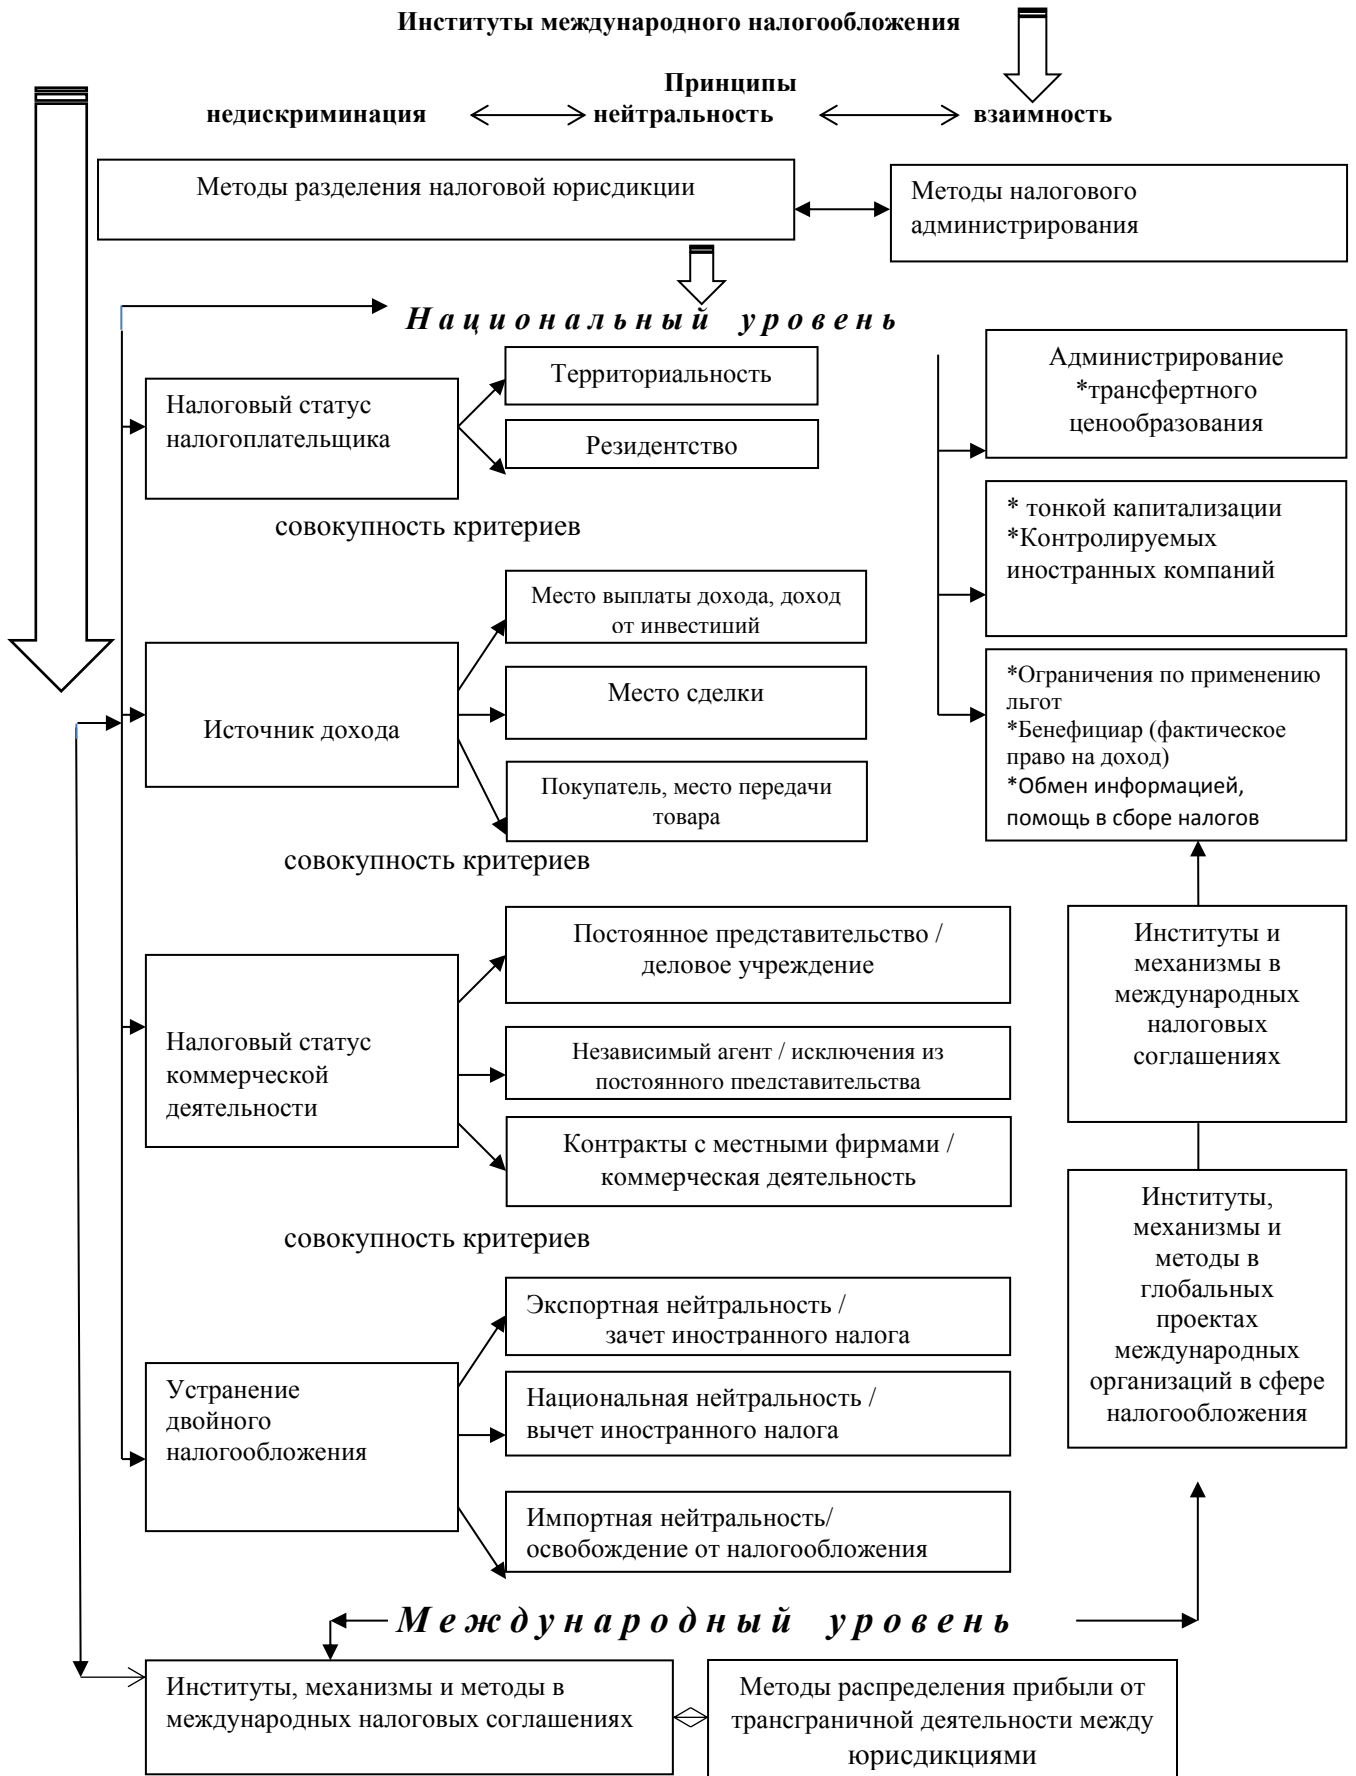 Институты международного налогообложения
Принципы
недискриминация нейтральность взаимность
Методы разделения налоговой юрисдикции
Методы налогового
администрирования
Национальный уровень
Налоговый статус
налогоплательщика
Территориальность
Резидентство
совокупность критериев
Администрирование
*трансфертного
ценообразования
* тонкой капитализации
*Контролируемых
иностранных компаний
*Ограничения по применению
льгот
*Бенефициар (фактическое
право на доход)
*Обмен информацией,
помощь в сборе налогов
Источник дохода
Место выплаты дохода, доход
от инвестиций
Место сделки
Покупатель, место передачи
товара
совокупность критериев
Налоговый статус
коммерческой
деятельности
Постоянное представительство /
деловое учреждение
Независимый агент / исключения из
постоянного представительства
Контракты с местными фирмами /
коммерческая деятельность
совокупность критериев
Институты и
механизмы в
международных
налоговых
соглашениях
Институты,
механизмы и
методы в
глобальных
проектах
международных
организаций в сфере
налогообложения
Устранение
двойного
налогообложения
Экспортная нейтральность /
зачет иностранного налога
Национальная нейтральность /
вычет иностранного налога
Импортная нейтральность/
освобождение от налогообложения
Международный уровень
Институты, механизмы и методы в
международных налоговых соглашениях
Методы распределения прибыли от
трансграничной деятельности между
юрисдикциями